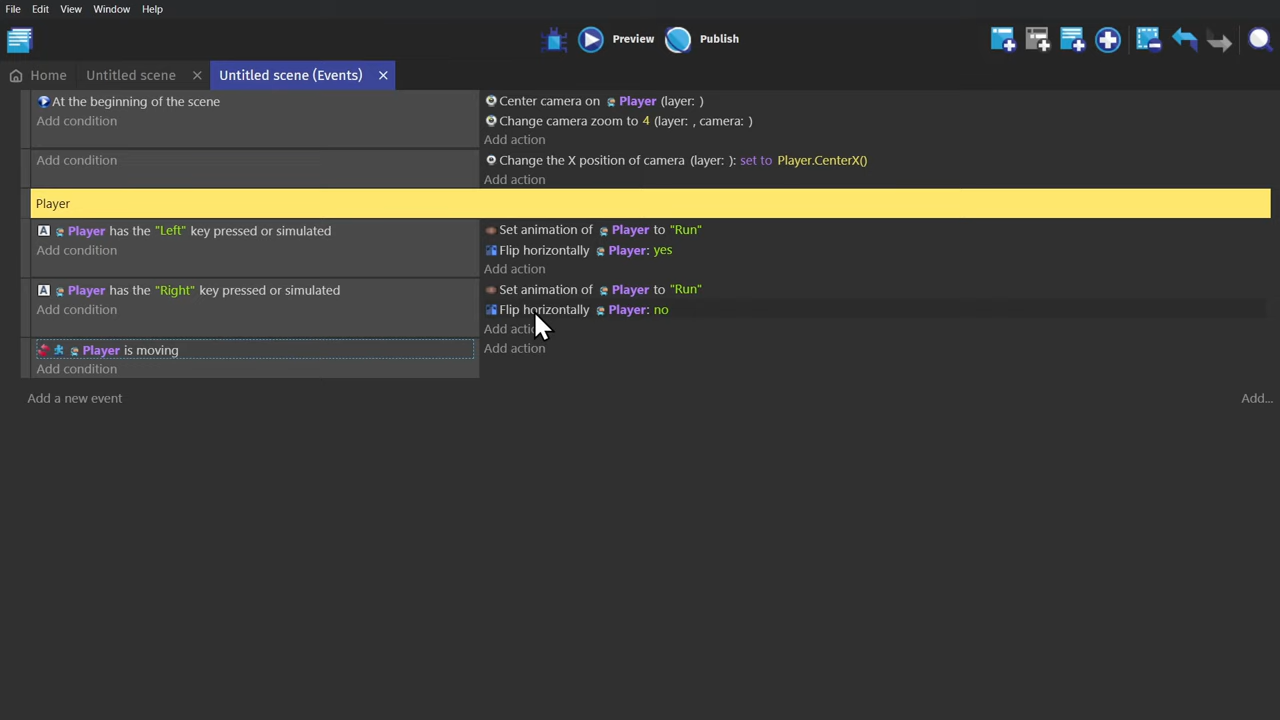 File Edit View Window Help
Preview Publish
Home Untitled scene Untitled scene (Events)
At the beginning of the scene
Add condition
Center camera on Player (layer: )
Change camera zoom to 4 (layer: , camera: )
Add action
Add condition
Change the X position of camera (layer: ): set to Player.CenterX()
Add action
Player
Player has the "Left" key pressed or simulated
Add condition
Set animation of Player to "Run"
Flip horizontally Player: yes
Add action
Player has the "Right" key pressed or simulated
Add condition
Set animation of Player to "Run"
Flip horizontally Player: no
Add action
Player is moving
Add condition
Add action
Add a new event
Add...